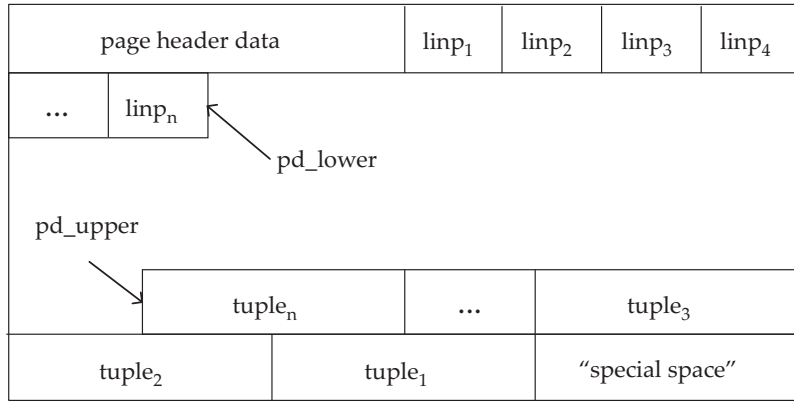 page header data linp₁ linp₂ linp₃ linp₄
... linpₙ
pd_lower
pd_upper
tupleₙ ... tuple₃
tuple₂ tuple₁ “special space”